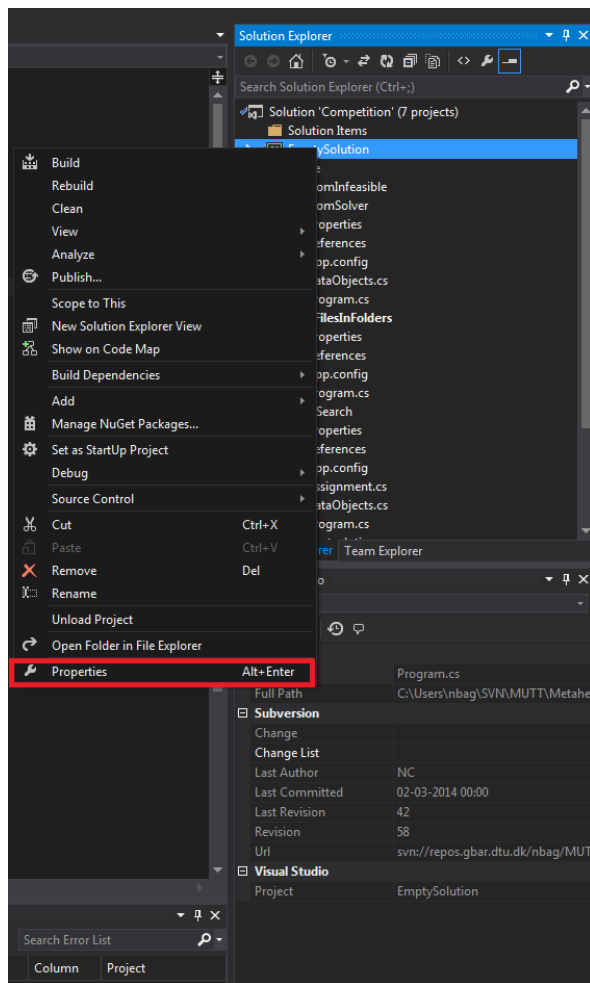 Solution Explorer
Search Solution Explorer (Ctrl+;)
Solution 'Competition' (7 projects)
Solution Items
ySolution
omInfeasible
omSolver
operties
eferences
pp.config
ataObjects.cs
ogram.cs
FilesInFolders
operties
eferences
pp.config
ogram.cs
Search
operties
eferences
pp.config
ssignment.cs
ataObjects.cs
ogram.cs
rer Team Explorer
Build
Rebuild
Clean
View
Analyze
Publish...
Scope to This
New Solution Explorer View
Show on Code Map
Build Dependencies
Add
Manage NuGet Packages...
Set as StartUp Project
Debug
Source Control
Cut Ctrl+X
Paste Ctrl+V
Remove Del
Rename
Unload Project
Open Folder in File Explorer
Properties Alt+Enter
Program.cs
Full Path C:\Users\nbag\SVN\MUTT\Metahe
Subversion
Change
Change List
Last Author NC
Last Committed 02-03-2014 00:00
Last Revision 42
Revision 58
Url svn://repos.gbar.dtu.dk/nbag/MUT
Visual Studio
Project EmptySolution
Search Error List
Column Project